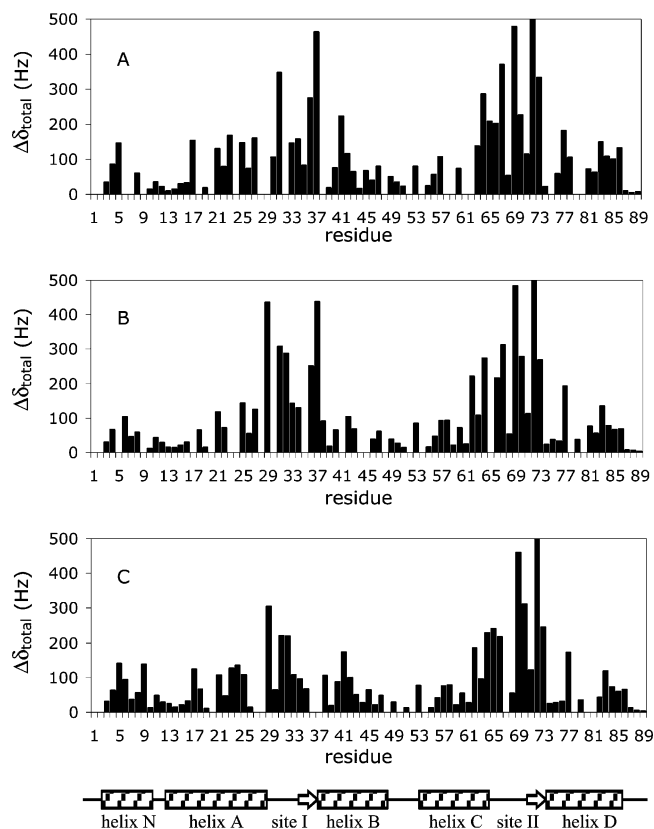 A
Δδtotal (Hz)
500
400
300
200
100
0
1 5 9 13 17 21 25 29 33 37 41 45 49 53 57 61 65 69 73 77 81 85 89
residue
B
Δδtotal (Hz)
500
400
300
200
100
0
1 5 9 13 17 21 25 29 33 37 41 45 49 53 57 61 65 69 73 77 81 85 89
residue
C
Δδtotal (Hz)
500
400
300
200
100
0
1 5 9 13 17 21 25 29 33 37 41 45 49 53 57 61 65 69 73 77 81 85 89
residue
helix N helix A site I helix B helix C site II helix D